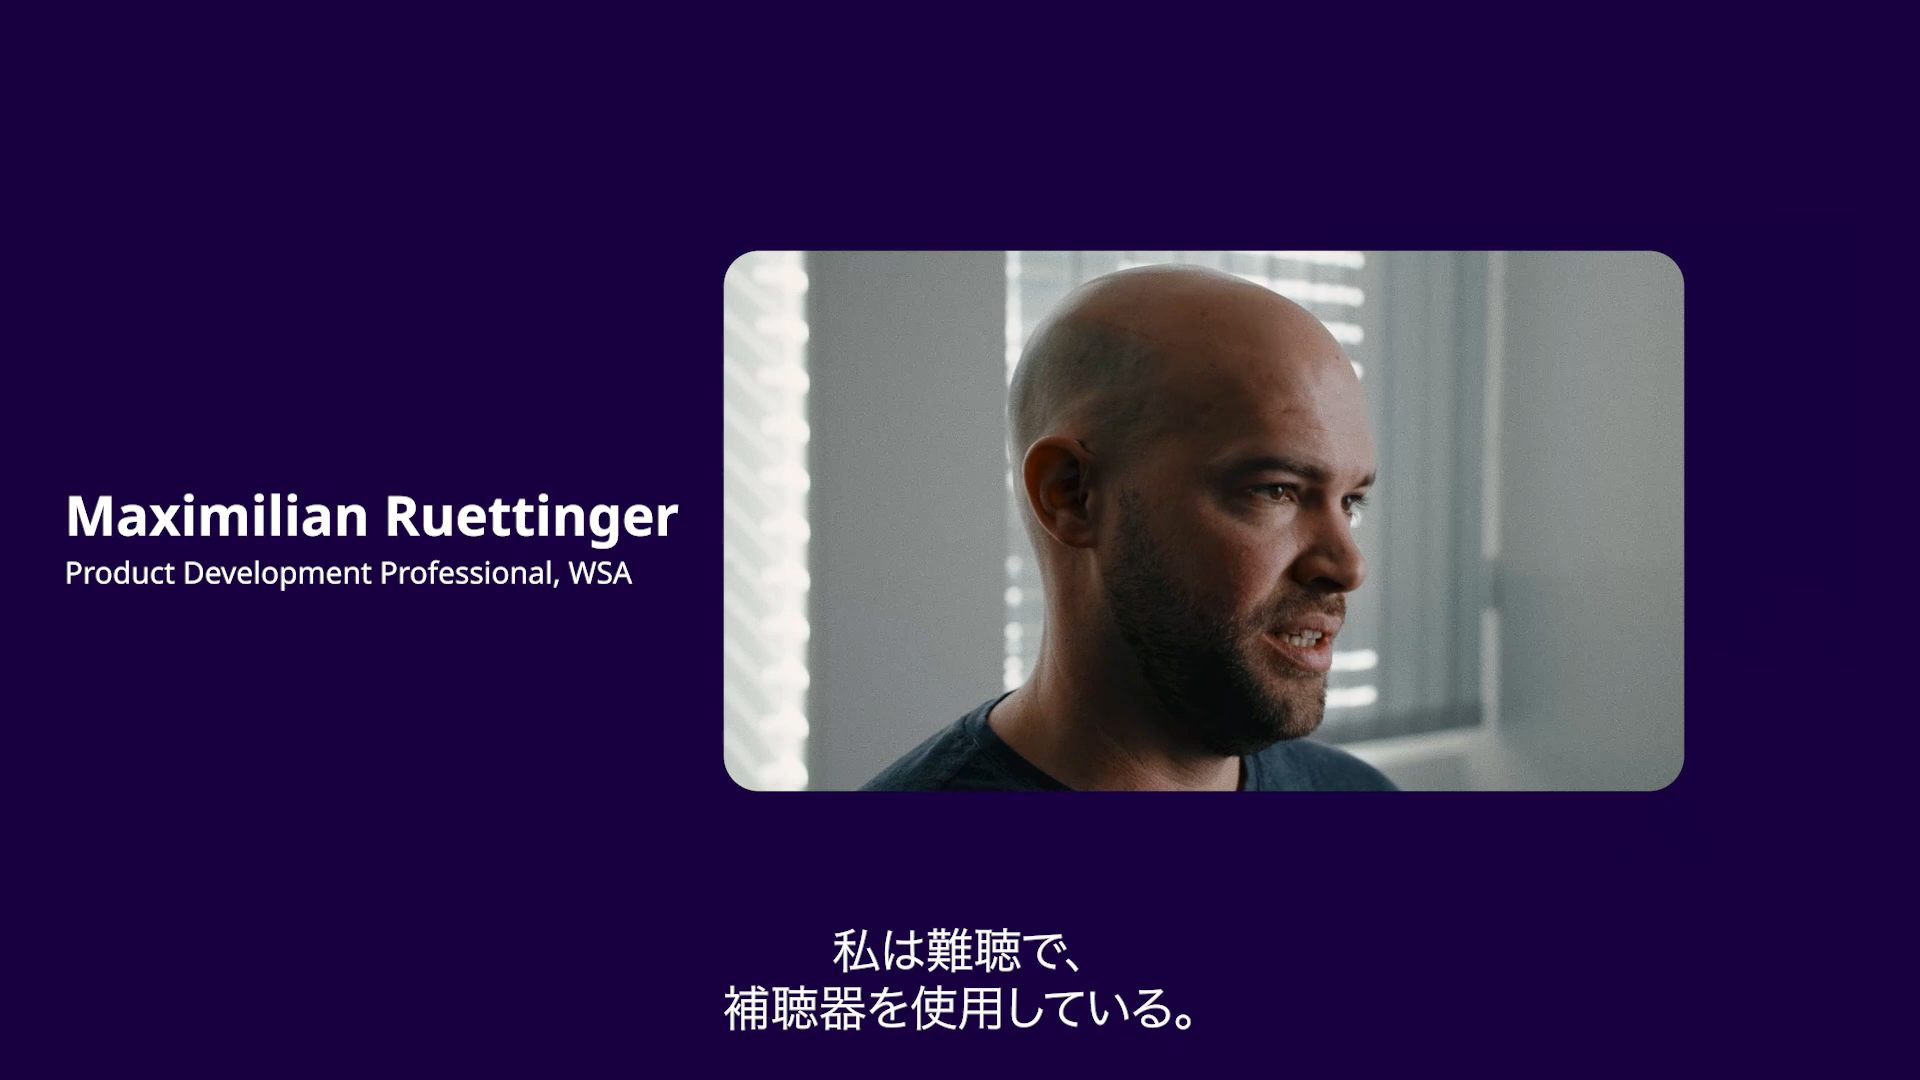 Maximilian Ruettinger
Product Development Professional, WSA
私は難聴で、
補聴器を使用している。